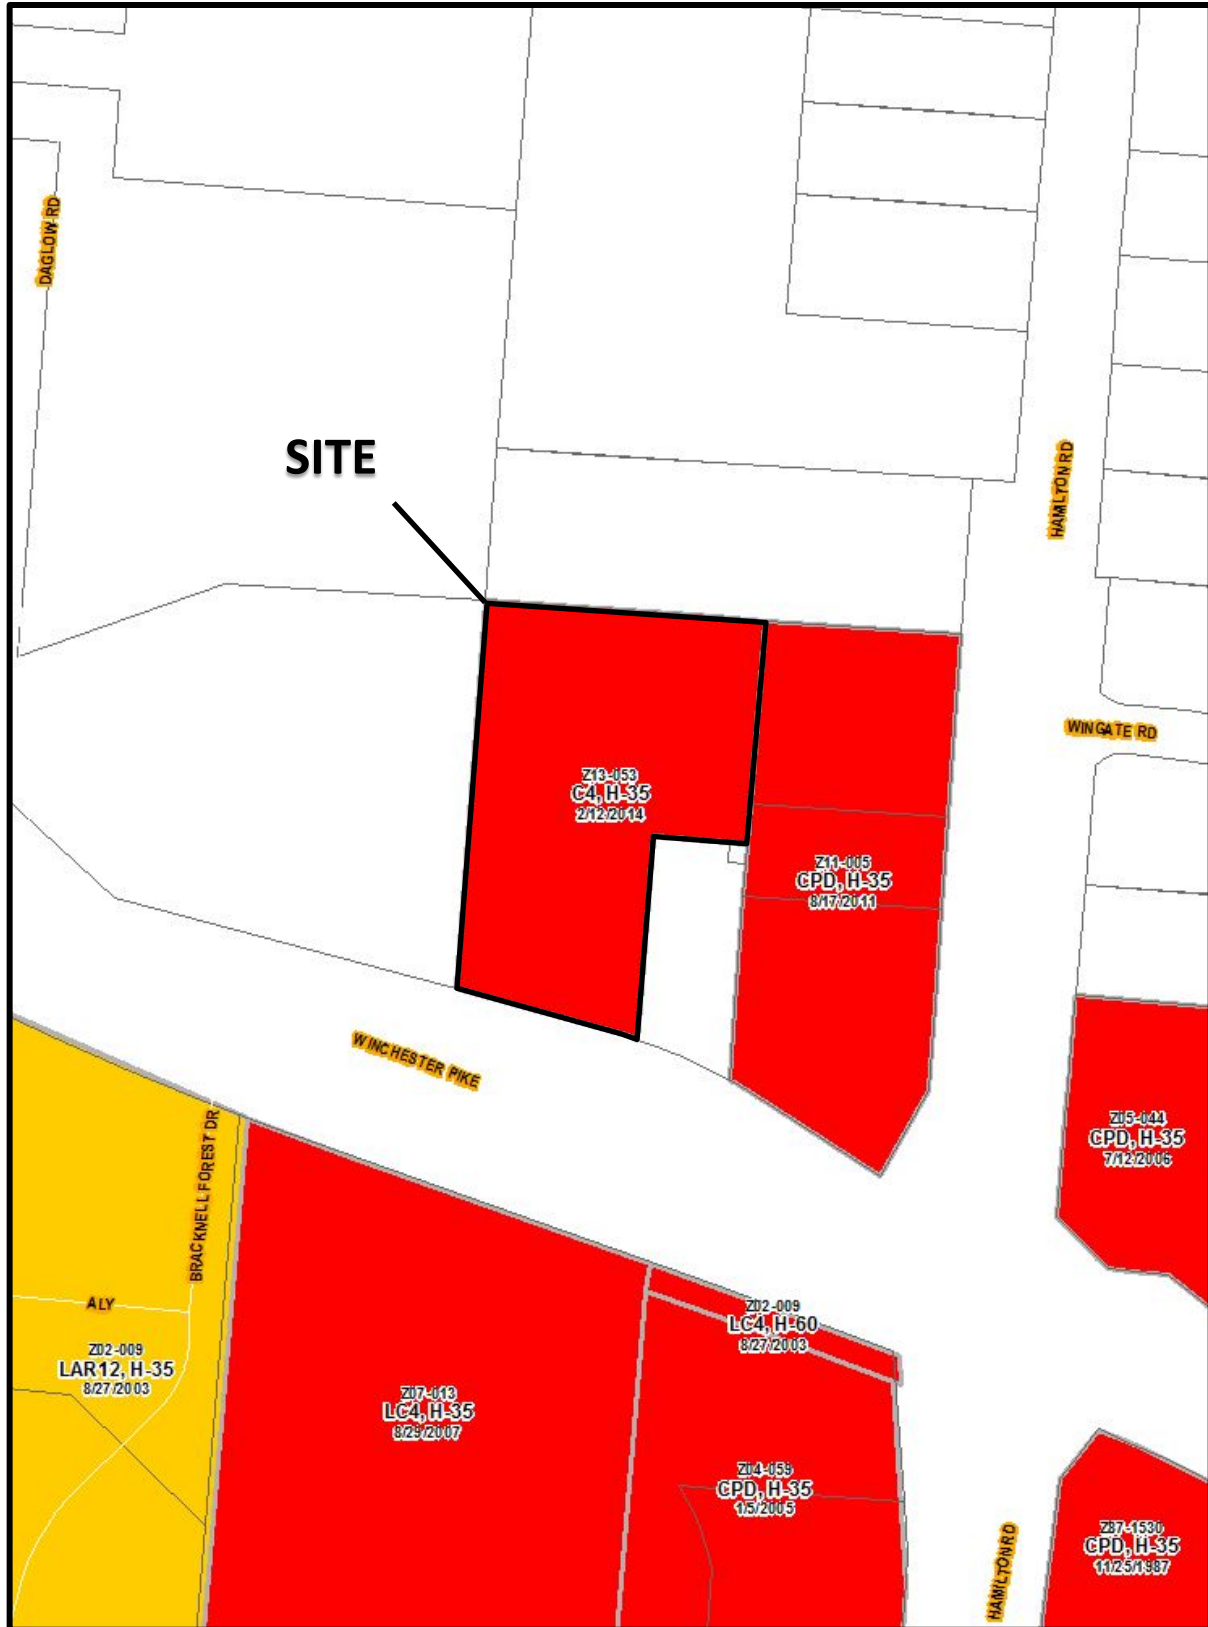 DAGLOW RD
SITE
HAMILTON RD
WINGATE RD
Z13-053
C4, H-35
2/12/2014
Z11-005
CPD, H-35
8/17/2011
WINCHESTER PIKE
BRACKNELL FOREST DR
Z05-044
CPD, H-35
7/12/2006
ALY
Z02-009
LAR12, H-35
8/27/2003
Z02-009
LC4, H-60
8/27/2003
Z07-013
LC4, H-35
8/29/2007
Z04-059
CPD, H-35
1/5/2005
HAMILTON RD
Z87-1530
CPD, H-35
11/25/1987